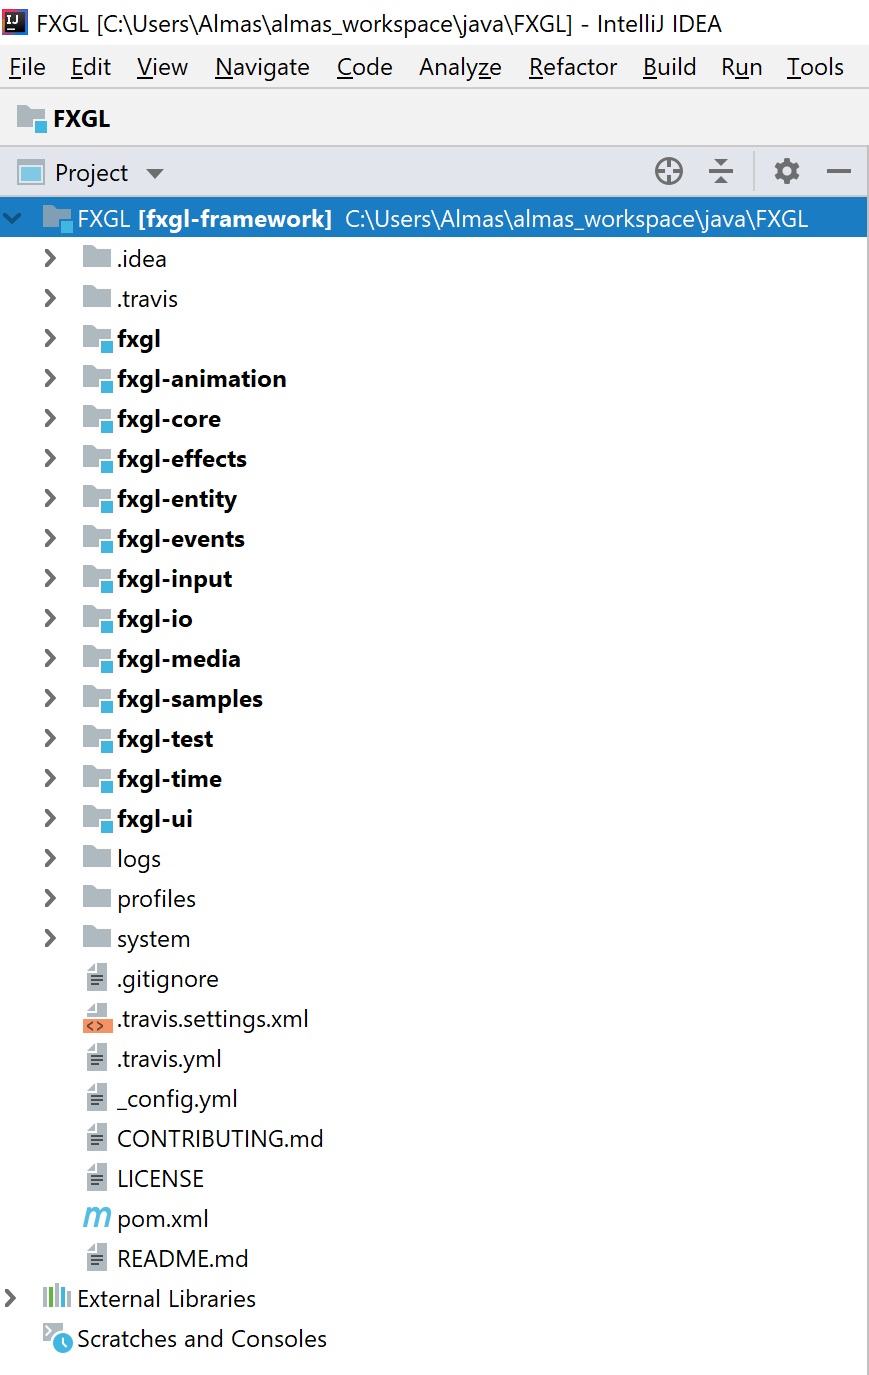 FXGL [C:\Users\Almas\almas_workspace\java\FXGL] - IntelliJ IDEA
File Edit View Navigate Code Analyze Refactor Build Run Tools
FXGL
Project
FXGL [fxgl-framework] C:\Users\Almas\almas_workspace\java\FXGL
.idea
.travis
fxgl
fxgl-animation
fxgl-core
fxgl-effects
fxgl-entity
fxgl-events
fxgl-input
fxgl-io
fxgl-media
fxgl-samples
fxgl-test
fxgl-time
fxgl-ui
logs
profiles
system
.gitignore
.travis.settings.xml
.travis.yml
_config.yml
CONTRIBUTING.md
LICENSE
pom.xml
README.md
External Libraries
Scratches and Consoles